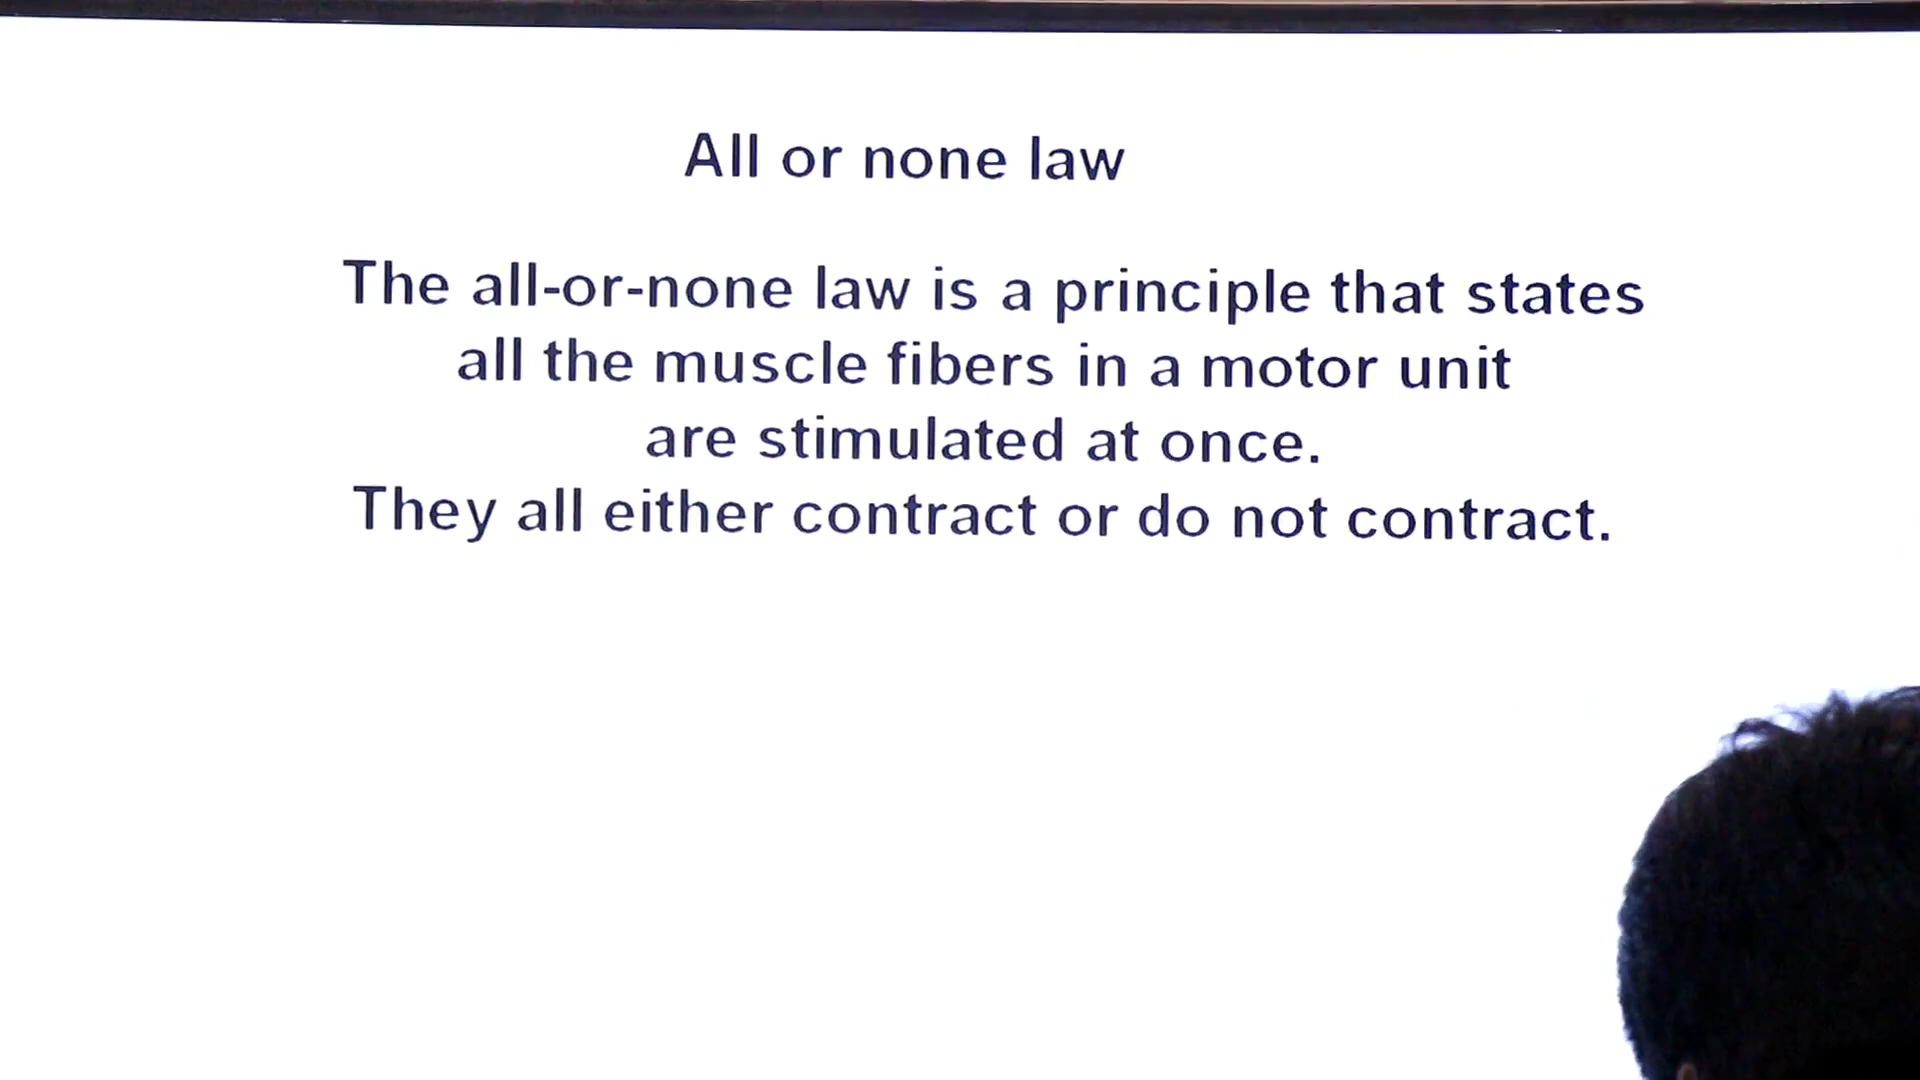 All or none law
The all-or-none law is a principle that states
all the muscle fibers in a motor unit
are stimulated at once.
They all either contract or do not contract.